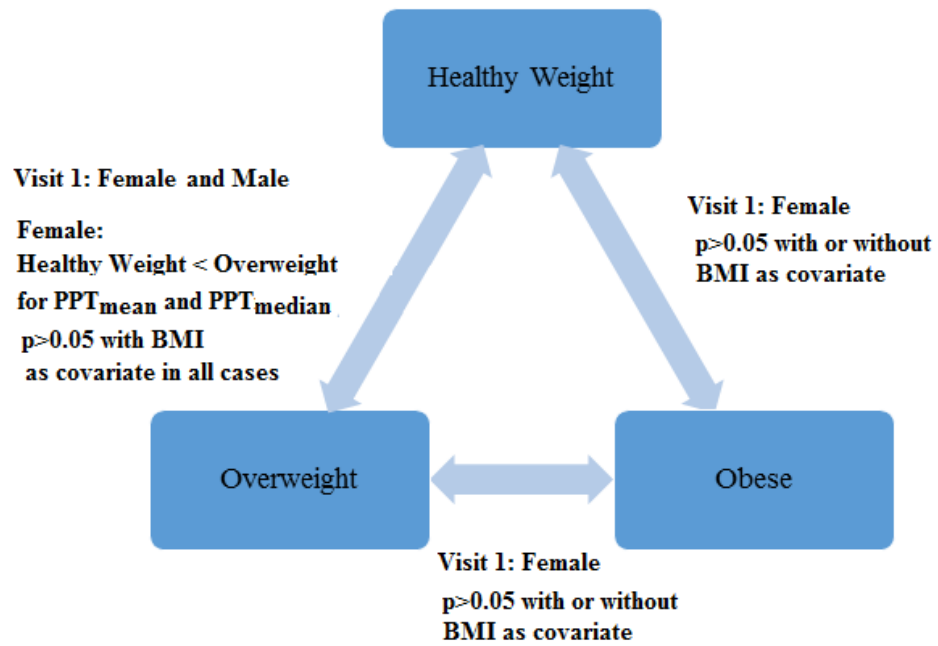 Healthy Weight
Visit 1: Female and Male
Female:
Healthy Weight < Overweight
for PPTmean and PPTmedian
p>0.05 with BMI
as covariate in all cases
Visit 1: Female
p>0.05 with or without
BMI as covariate
Overweight
Obese
Visit 1: Female
p>0.05 with or without
BMI as covariate